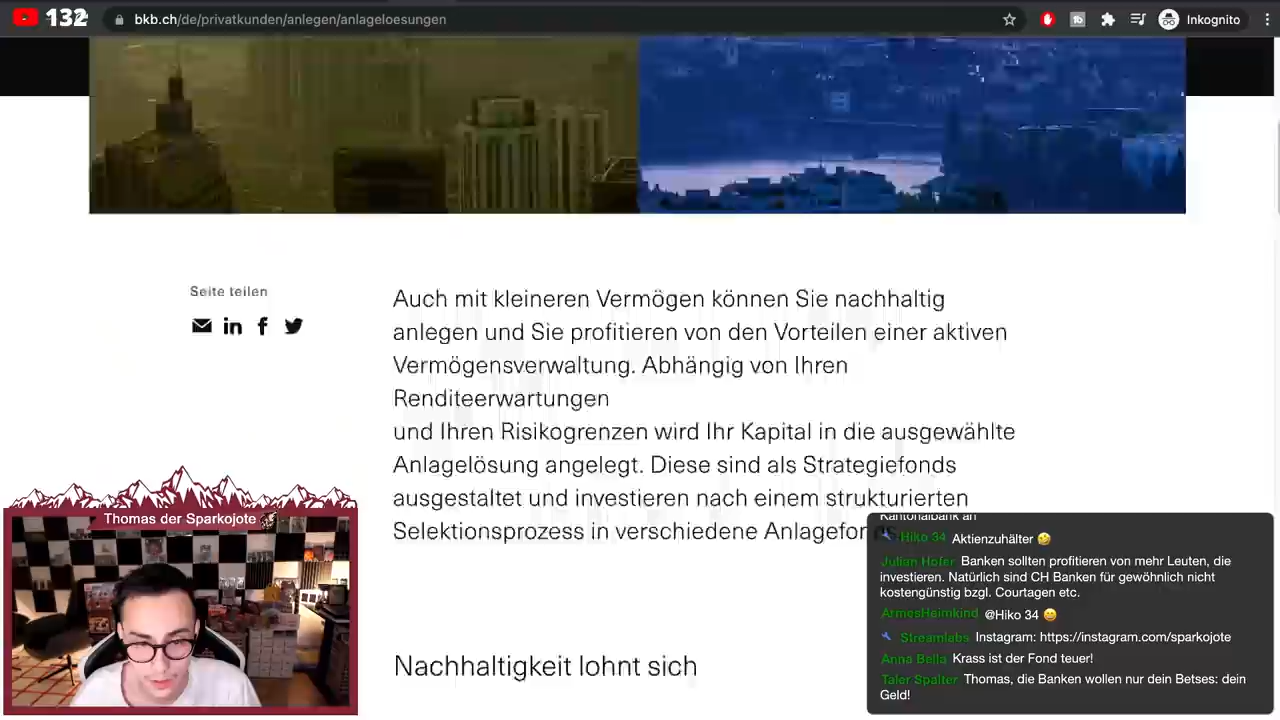 132
bkb.ch/de/privatkunden/anlegen/anlageloesungen
Inkognito
Seite teilen
Auch mit kleineren Vermögen können Sie nachhaltig
anlegen und Sie profitieren von den Vorteilen einer aktiven
Vermögensverwaltung. Abhängig von Ihren
Renditeerwartungen
und Ihren Risikogrenzen wird Ihr Kapital in die ausgewählte
Anlagelösung angelegt. Diese sind als Strategiefonds
ausgestaltet und investieren nach einem strukturierten
Selektionsprozess in verschiedene
Nachhaltigkeit lohnt sich
Thomas der Sparkojote
Kantonalbank an
Hiko 34 Aktienzuhälter 🤣
Julian Hofer Banken sollten profitieren von mehr Leuten, die
investieren. Natürlich sind CH Banken für gewöhnlich nicht
kostengünstig bzgl. Courtagen etc.
ArmesHeimkind @Hiko 34 😄
Streamlabs Instagram: https://instagram.com/sparkojote
Anna Bella Krass ist der Fond teuer!
Taler Spalter Thomas, die Banken wollen nur dein Betses: dein
Geld!